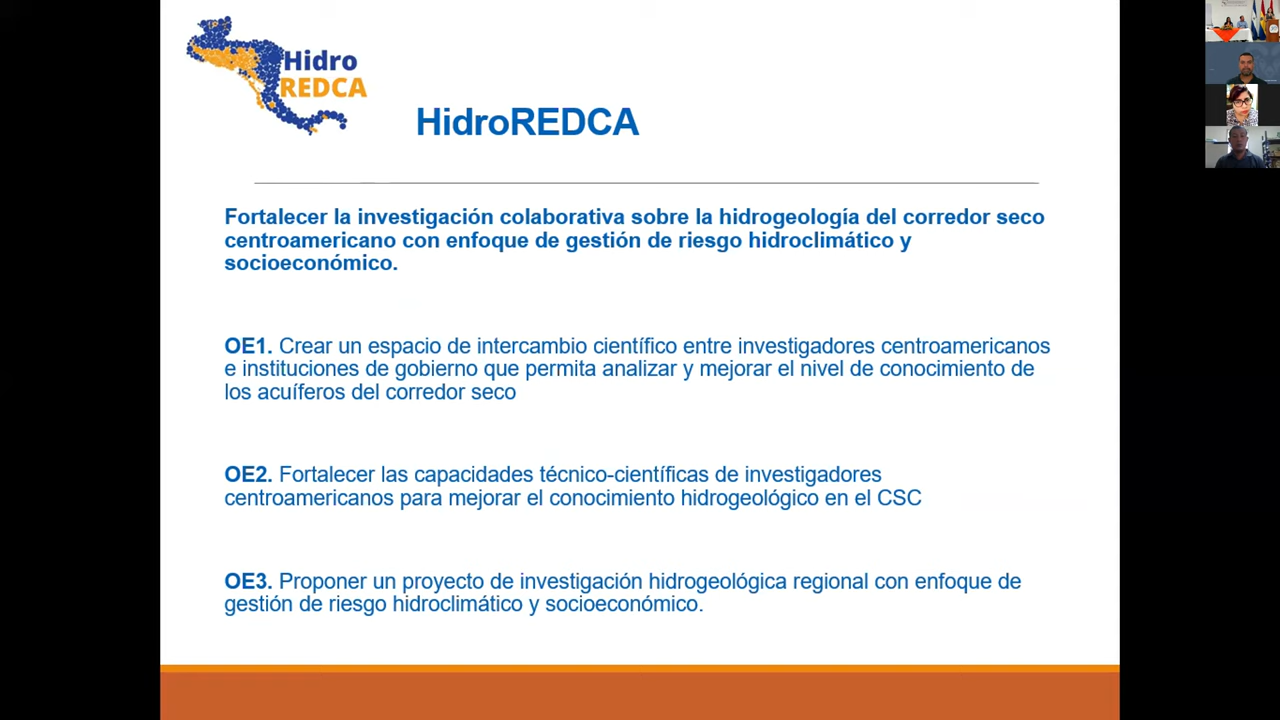 Hidro
REDCA
HidroREDCA
Fortalecer la investigación colaborativa sobre la hidrogeología del corredor seco
centroamericano con enfoque de gestión de riesgo hidroclimático y
socioeconómico.
OE1. Crear un espacio de intercambio científico entre investigadores centroamericanos
e instituciones de gobierno que permita analizar y mejorar el nivel de conocimiento de
los acuíferos del corredor seco
OE2. Fortalecer las capacidades técnico-científicas de investigadores
centroamericanos para mejorar el conocimiento hidrogeológico en el CSC
OE3. Proponer un proyecto de investigación hidrogeológica regional con enfoque de
gestión de riesgo hidroclimático y socioeconómico.